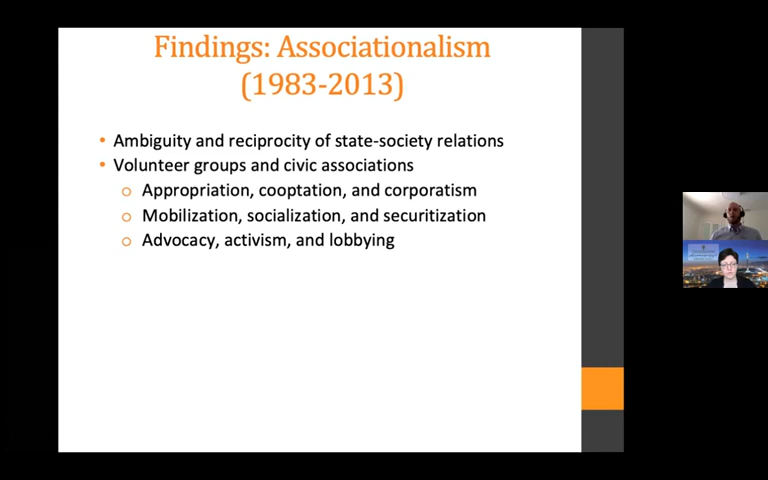 Findings: Associationalism
(1983-2013)
• Ambiguity and reciprocity of state-society relations
• Volunteer groups and civic associations
o Appropriation, cooptation, and corporatism
o Mobilization, socialization, and securitization
o Advocacy, activism, and lobbying